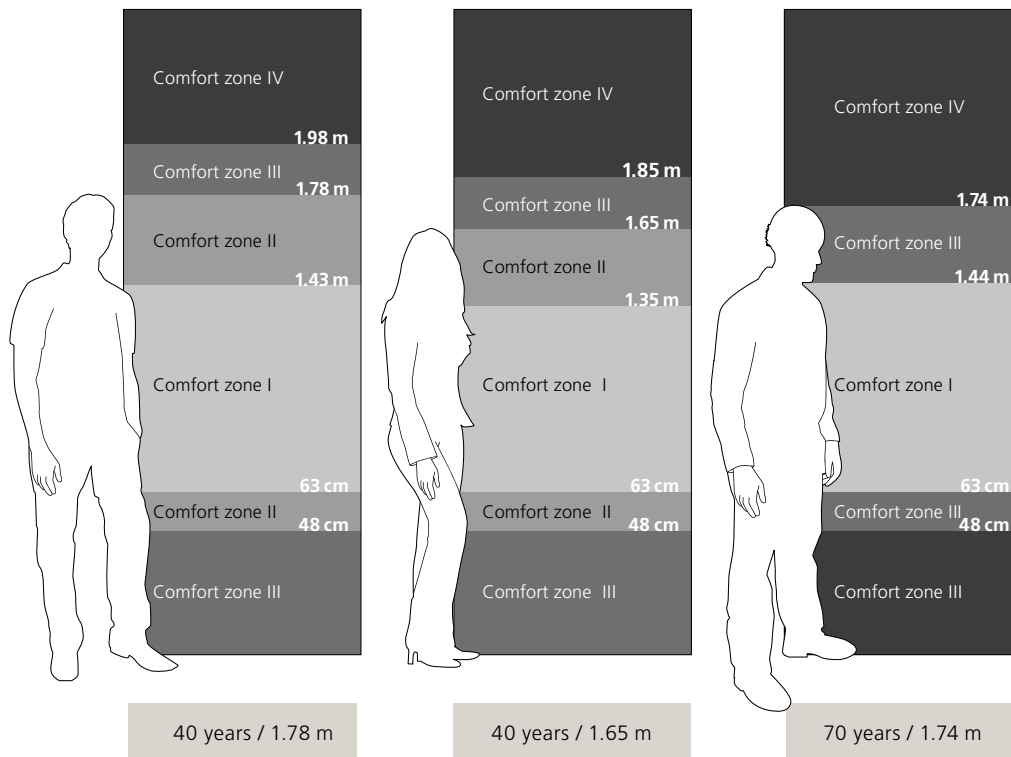 Comfort zone IV
1.98 m
Comfort zone III
1.78 m
Comfort zone II
1.43 m
Comfort zone I
63 cm
Comfort zone II
48 cm
Comfort zone III
40 years / 1.78 m
Comfort zone IV
1.85 m
Comfort zone III
1.65 m
Comfort zone II
1.35 m
Comfort zone I
63 cm
Comfort zone II
48 cm
Comfort zone III
40 years / 1.65 m
Comfort zone IV
1.74 m
Comfort zone III
1.44 m
Comfort zone I
63 cm
Comfort zone III
48 cm
Comfort zone III
70 years / 1.74 m